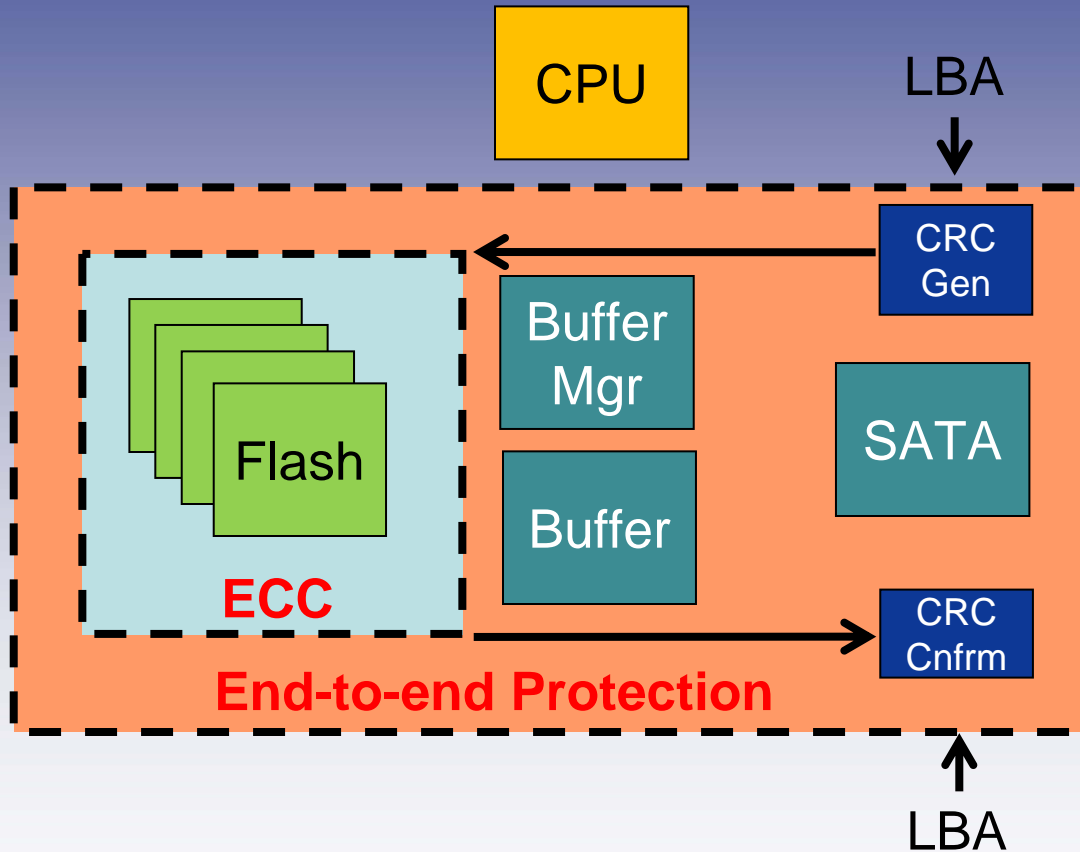 CPU
LBA
CRC
Gen
Buffer
Mgr
SATA
Flash
Buffer
ECC
CRC
Cnfrm
End-to-end Protection
LBA